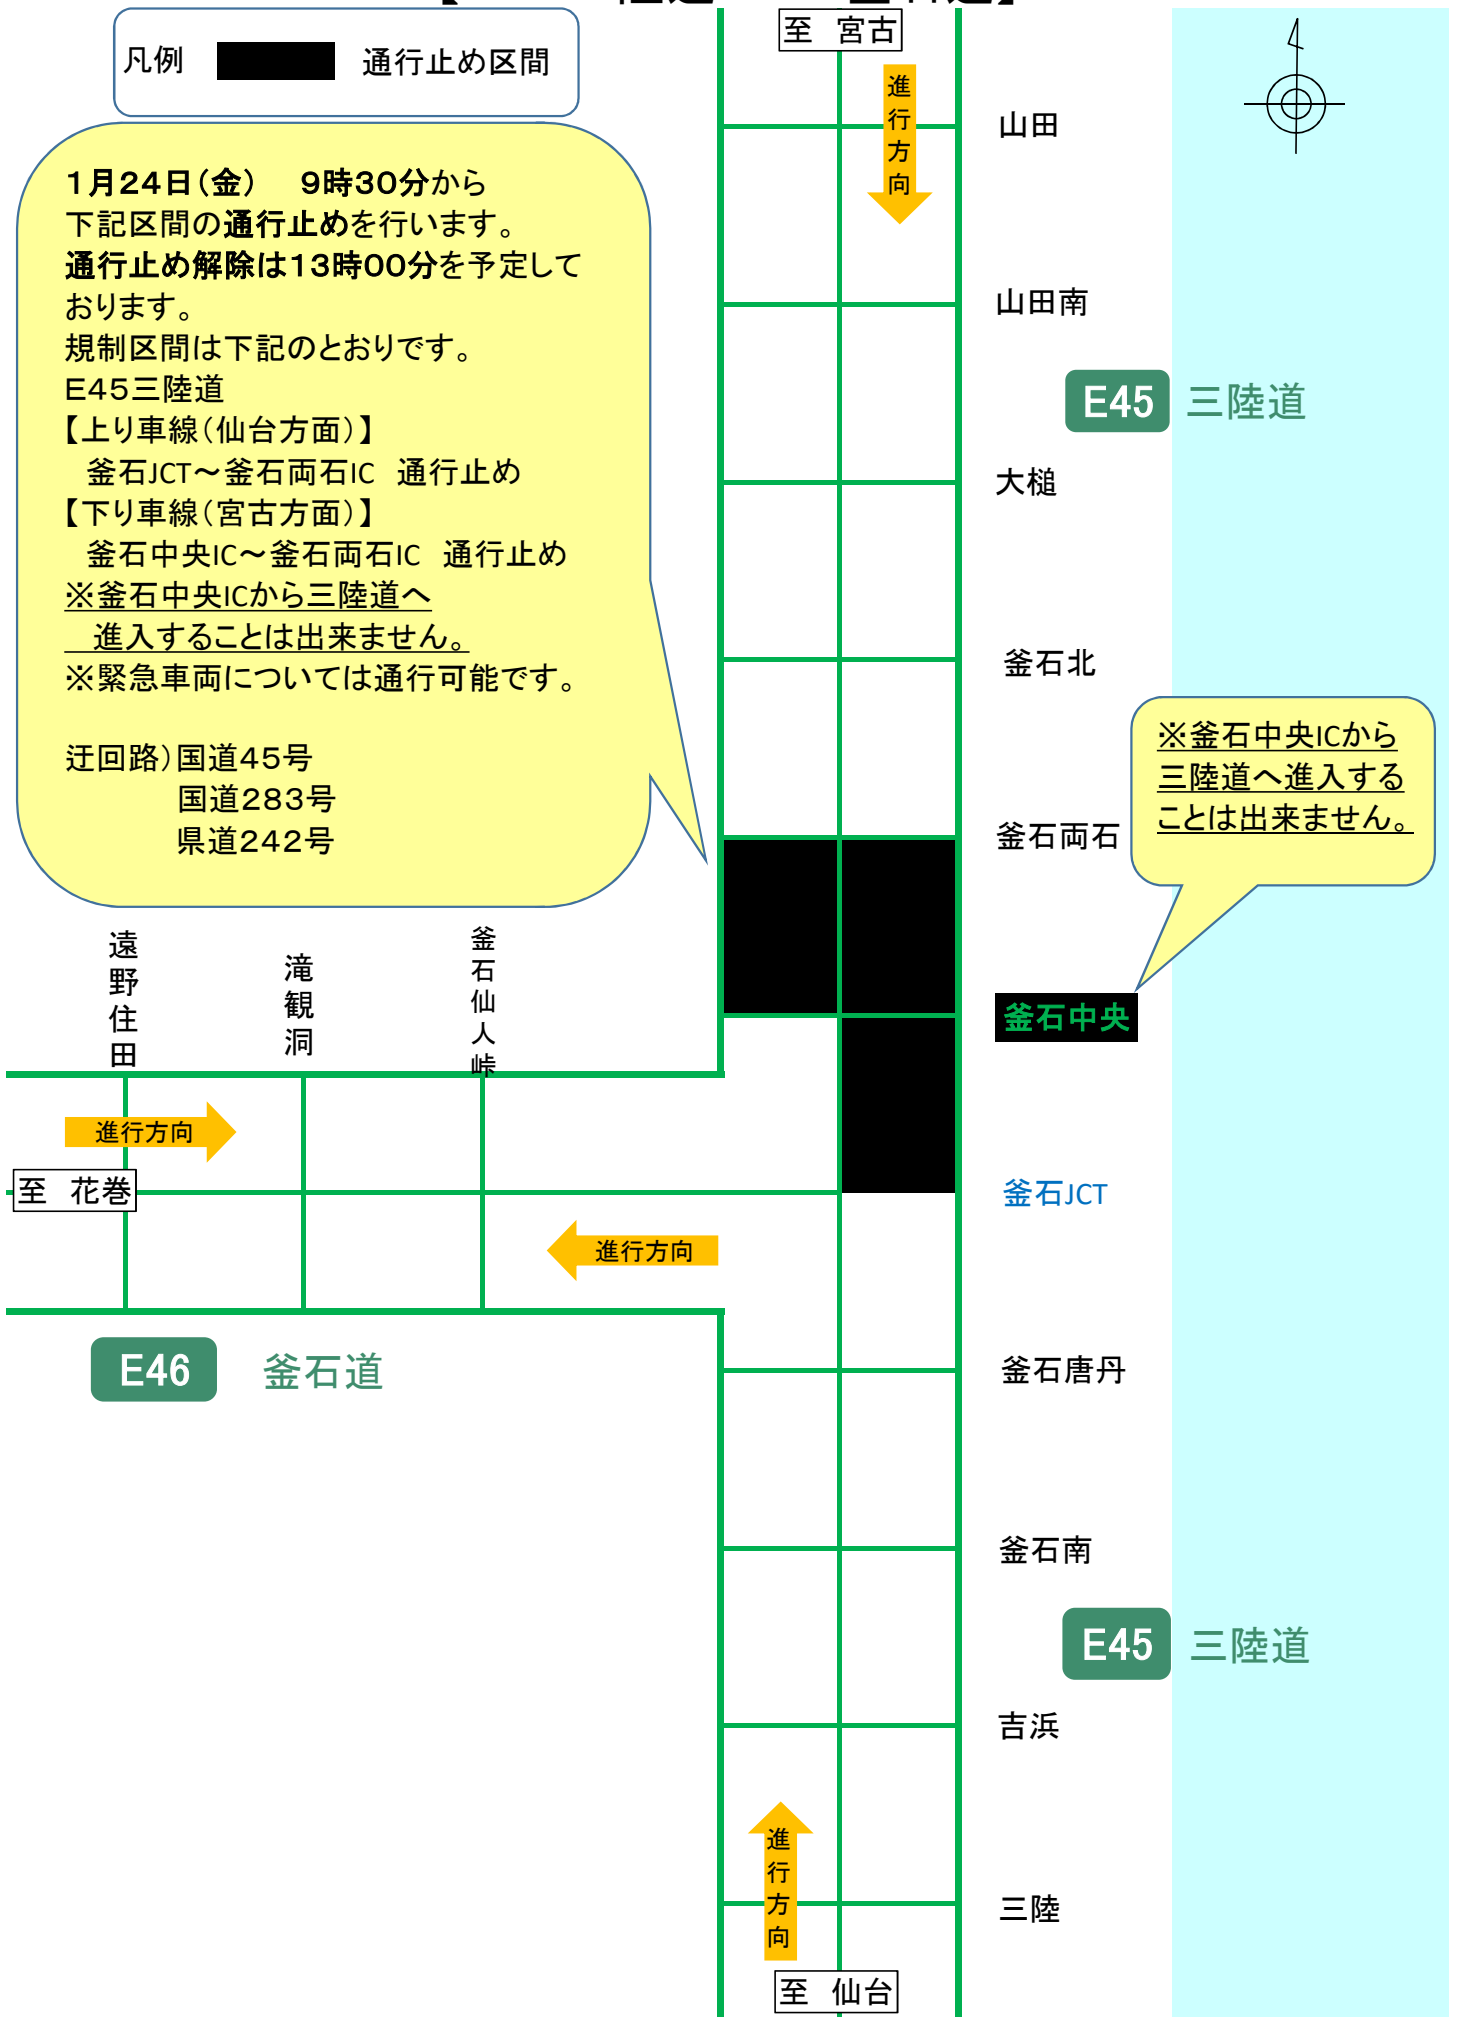 凡例　通行止め区間
至　宮古
進行方向
1月24日（金）　9時30分から
下記区間の通行止めを行います。
通行止め解除は13時00分を予定して
おります。
規制区間は下記のとおりです。
E45三陸道
【上り車線（仙台方面）】
釜石JCT～釜石両石IC　通行止め
【下り車線（宮古方面）】
釜石中央IC～釜石両石IC　通行止め
※釜石中央ICから三陸道へ
進入することは出来ません。
※緊急車両については通行可能です。
迂回路）国道45号
国道283号
県道242号
山田
山田南
E45 三陸道
大槌
釜石北
釜石両石
※釜石中央ICから
三陸道へ進入する
ことは出来ません。
釜石中央
遠野住田
滝観洞
釜石仙人峠
進行方向
至　花巻
進行方向
釜石JCT
E46 釜石道
釜石唐丹
釜石南
E45 三陸道
吉浜
進行方向
三陸
至　仙台